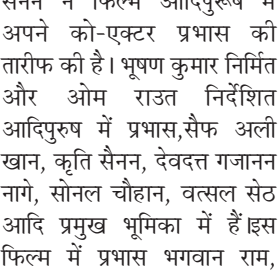 सैनन ने फिल्म आदिपुरूष में
अपने को-एक्टर प्रभास की
तारीफ की है। भूषण कुमार निर्मित
और ओम राउत निर्देशित
आदिपुरुष में प्रभास,सैफ अली
खान, कृति सैनन, देवदत्त गजानन
नागे, सोनल चौहान, वत्सल सेठ
आदि प्रमुख भूमिका में हैं।इस
फिल्म में प्रभास भगवान राम,